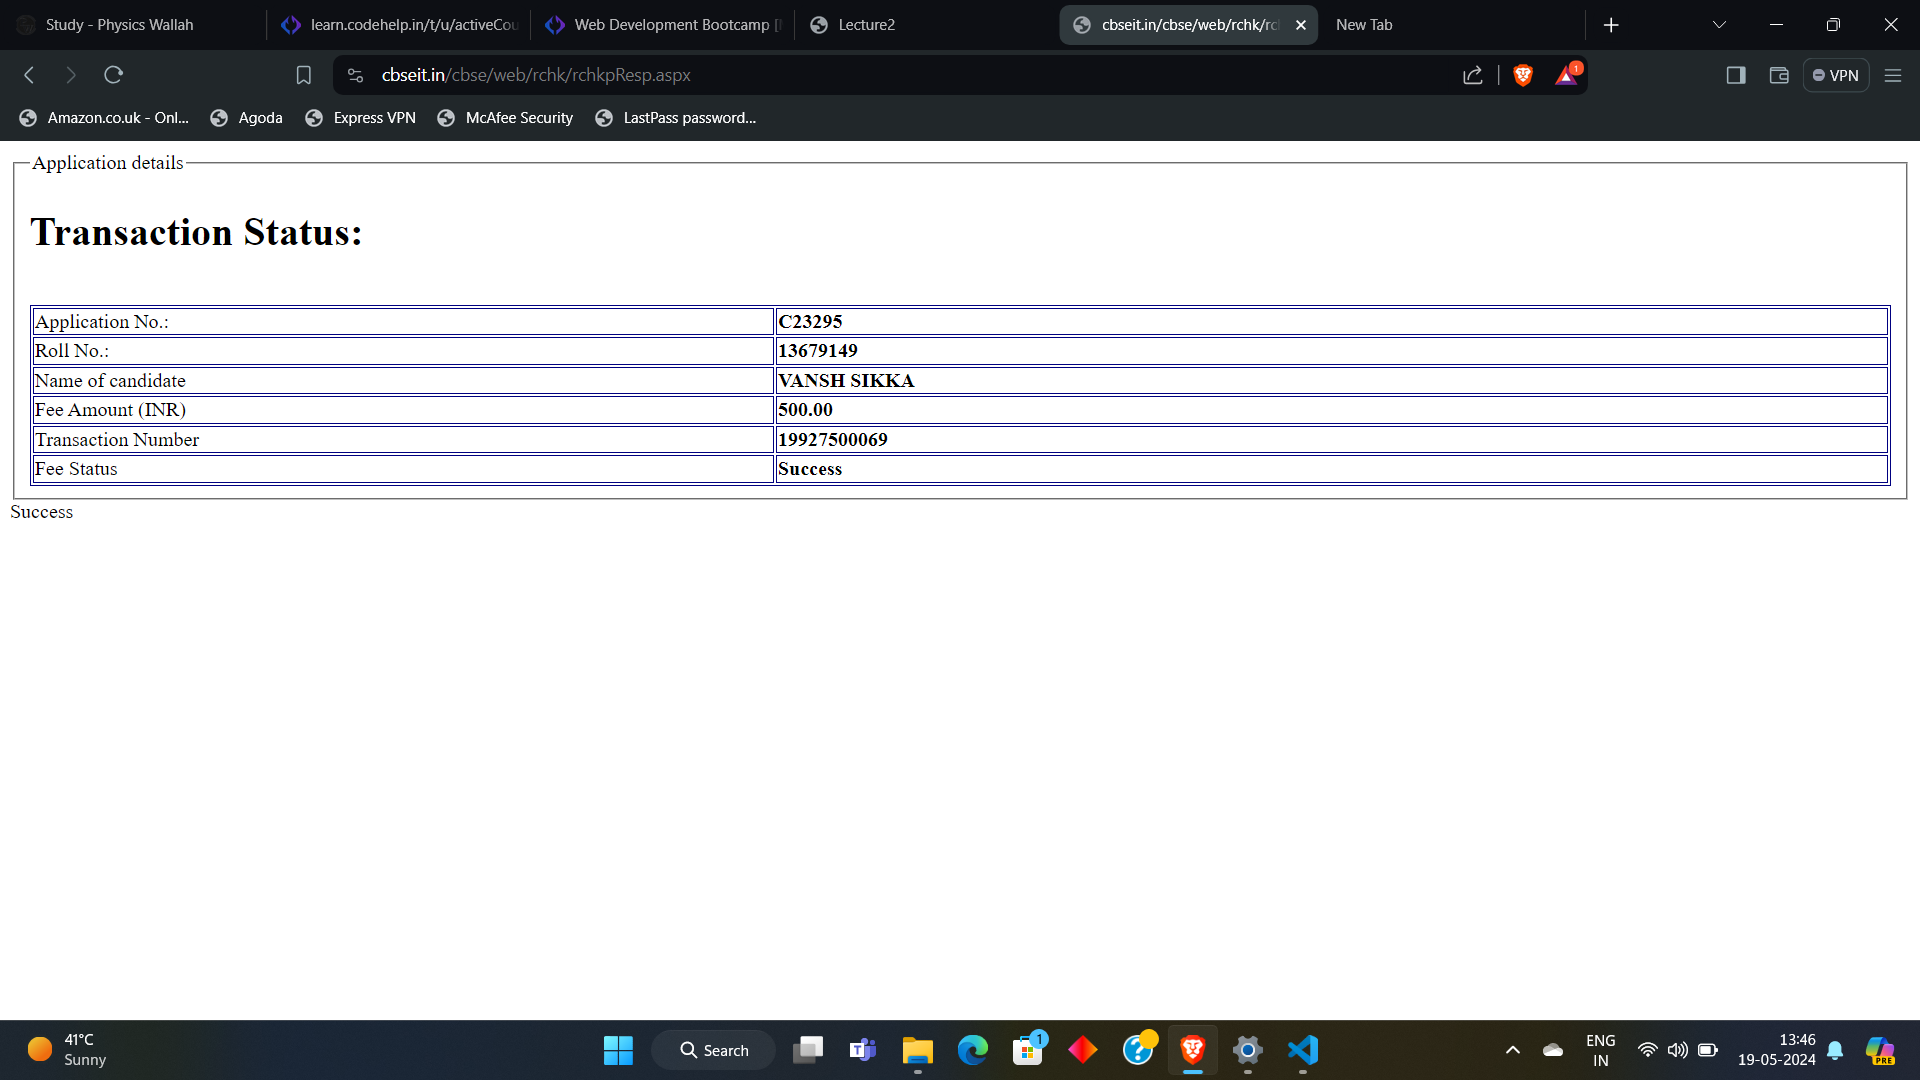 Study - Physics Wallah
learn.codehelp.in/t/u/activeCou
Web Development Bootcamp [
Lecture2
cbseit.in/cbse/web/rchk/rc
New Tab
cbseit.in/cbse/web/rchk/rchkpResp.aspx
1
VPN
Amazon.co.uk - Onl...
Agoda
Express VPN
McAfee Security
LastPass password...
Application details
Transaction Status:
Application No.: C23295
Roll No.: 13679149
Name of candidate VANSH SIKKA
Fee Amount (INR) 500.00
Transaction Number 19927500069
Fee Status Success
Success
41°C
Sunny
Search
1
ENG
IN
13:46
19-05-2024
PRE